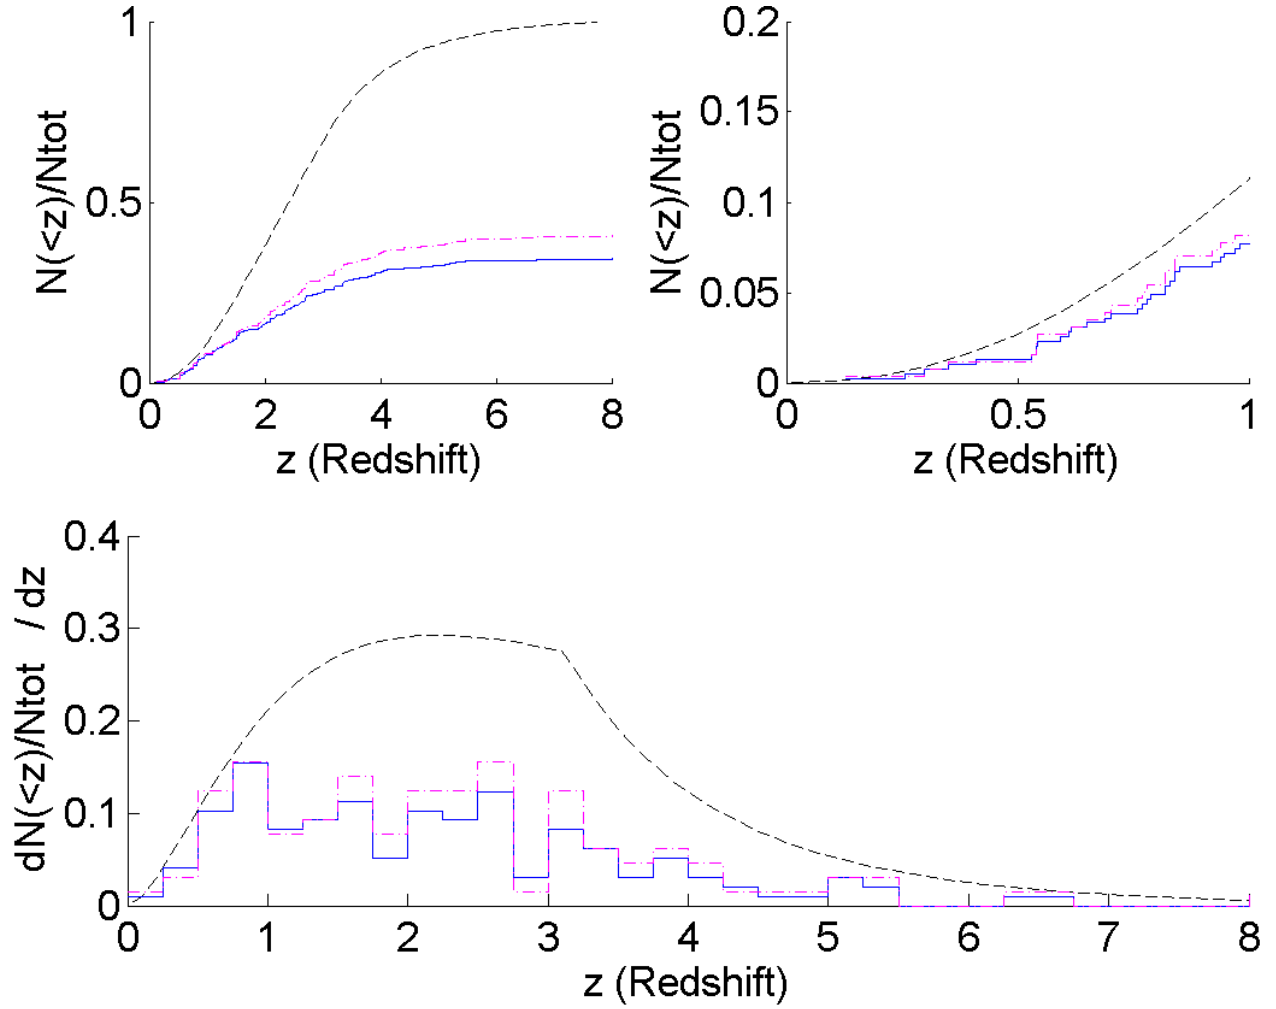 1
0.5
0
0 2 4 6 8
z (Redshift)
N(<z)/Ntot
0.2
0.15
0.1
0.05
0
0 0.5 1
z (Redshift)
N(<z)/Ntot
0.4
0.3
0.2
0.1
0
0 1 2 3 4 5 6 7 8
z (Redshift)
dN(<z)/Ntot / dz